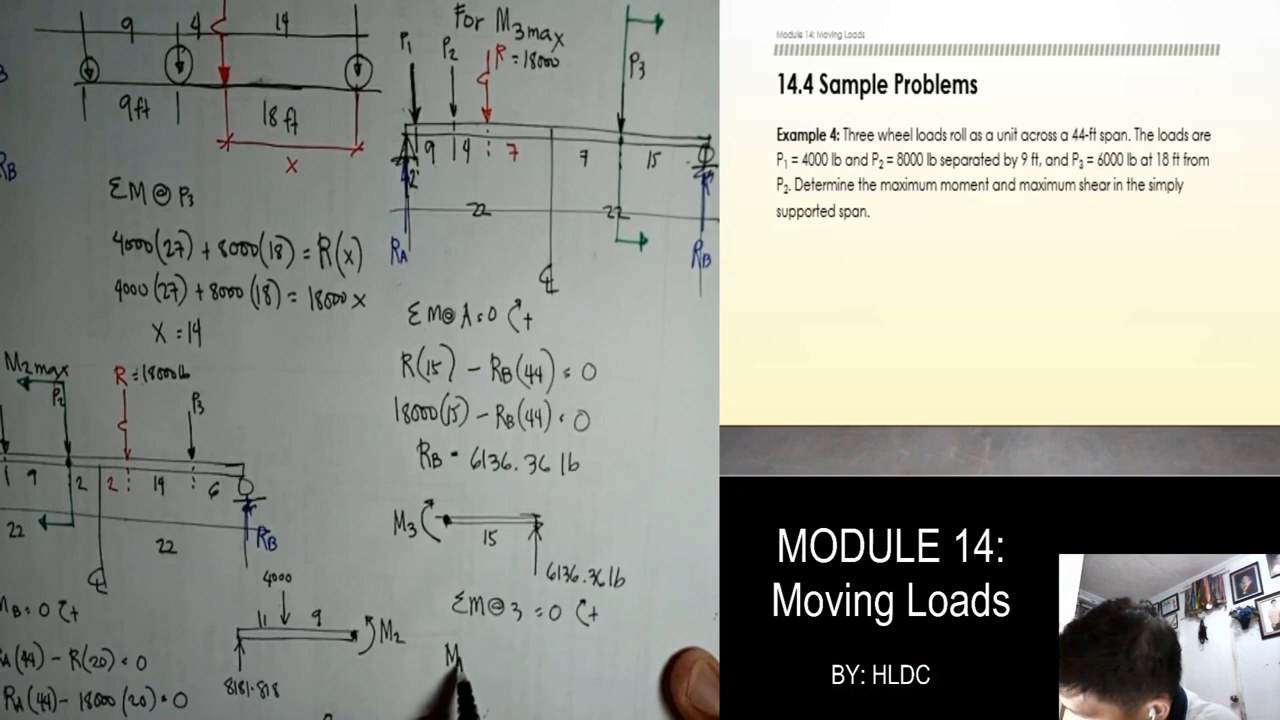 9 4 14
9ft 18 ft
x
ΣM@P3
4000(27) + 8000(18) = R(x)
4000(27) + 8000(18) = 18000x
x = 14
M2max
R = 18000 lb
P2 P3
9 2 2 14 6
22 22
RB
℄
MB = 0 +
RA(44) - R(20) = 0
RA(44) - 18000(20) = 0
4000
11 9
M2
8181.818
For M3max
P1 P2 R = 18000 P3
9 4 7 7 15
2
22 22
RA RB
℄
ΣM@A = 0 +
R(15) - RB(44) = 0
18000(15) - RB(44) = 0
RB = 6136.36 lb
M3
15
6136.36 lb
ΣM@3 = 0 +
M
RB
Module 14: Moving Loads
14.4 Sample Problems
Example 4: Three wheel loads roll as a unit across a 44-ft span. The loads are
P1 = 4000 lb and P2 = 8000 lb separated by 9 ft, and P3 = 6000 lb at 18 ft from
P2. Determine the maximum moment and maximum shear in the simply
supported span.
MODULE 14:
Moving Loads
BY: HLDC